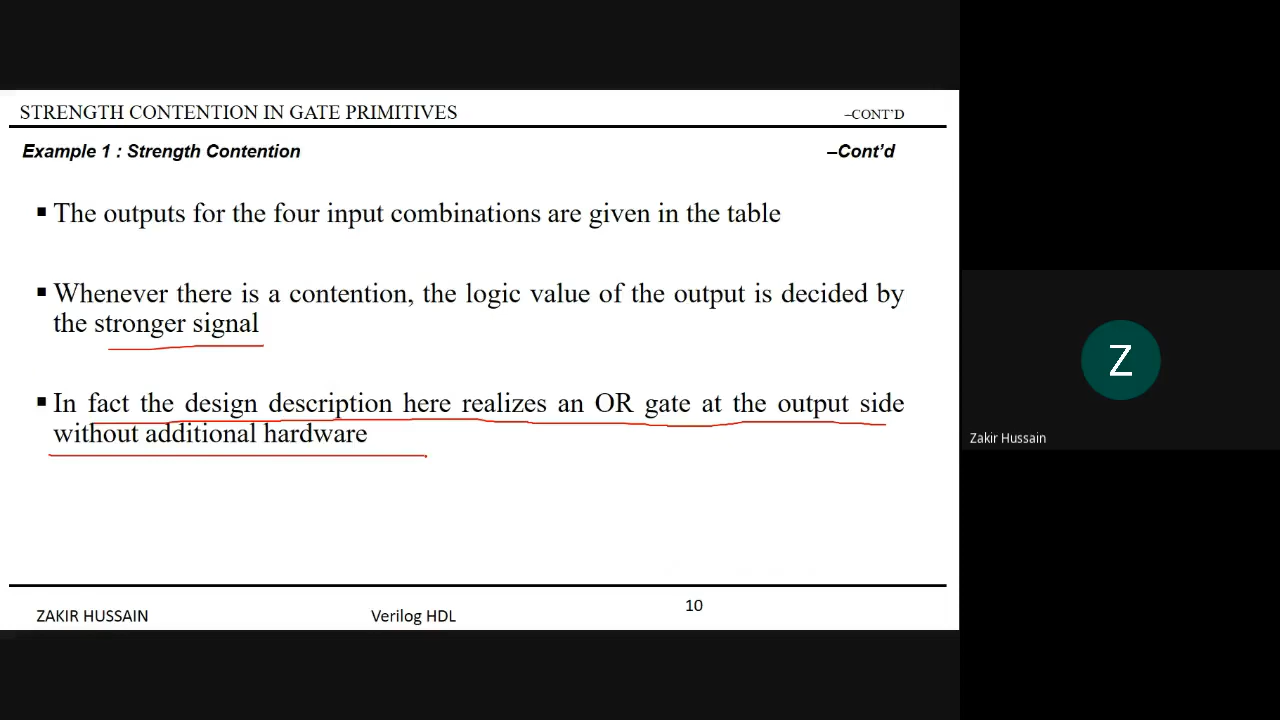 STRENGTH CONTENTION IN GATE PRIMITIVES –CONT’D
Example 1 : Strength Contention –Cont’d
▪ The outputs for the four input combinations are given in the table
▪ Whenever there is a contention, the logic value of the output is decided by
the stronger signal
▪ In fact the design description here realizes an OR gate at the output side
without additional hardware
ZAKIR HUSSAIN Verilog HDL 10
Z
Zakir Hussain